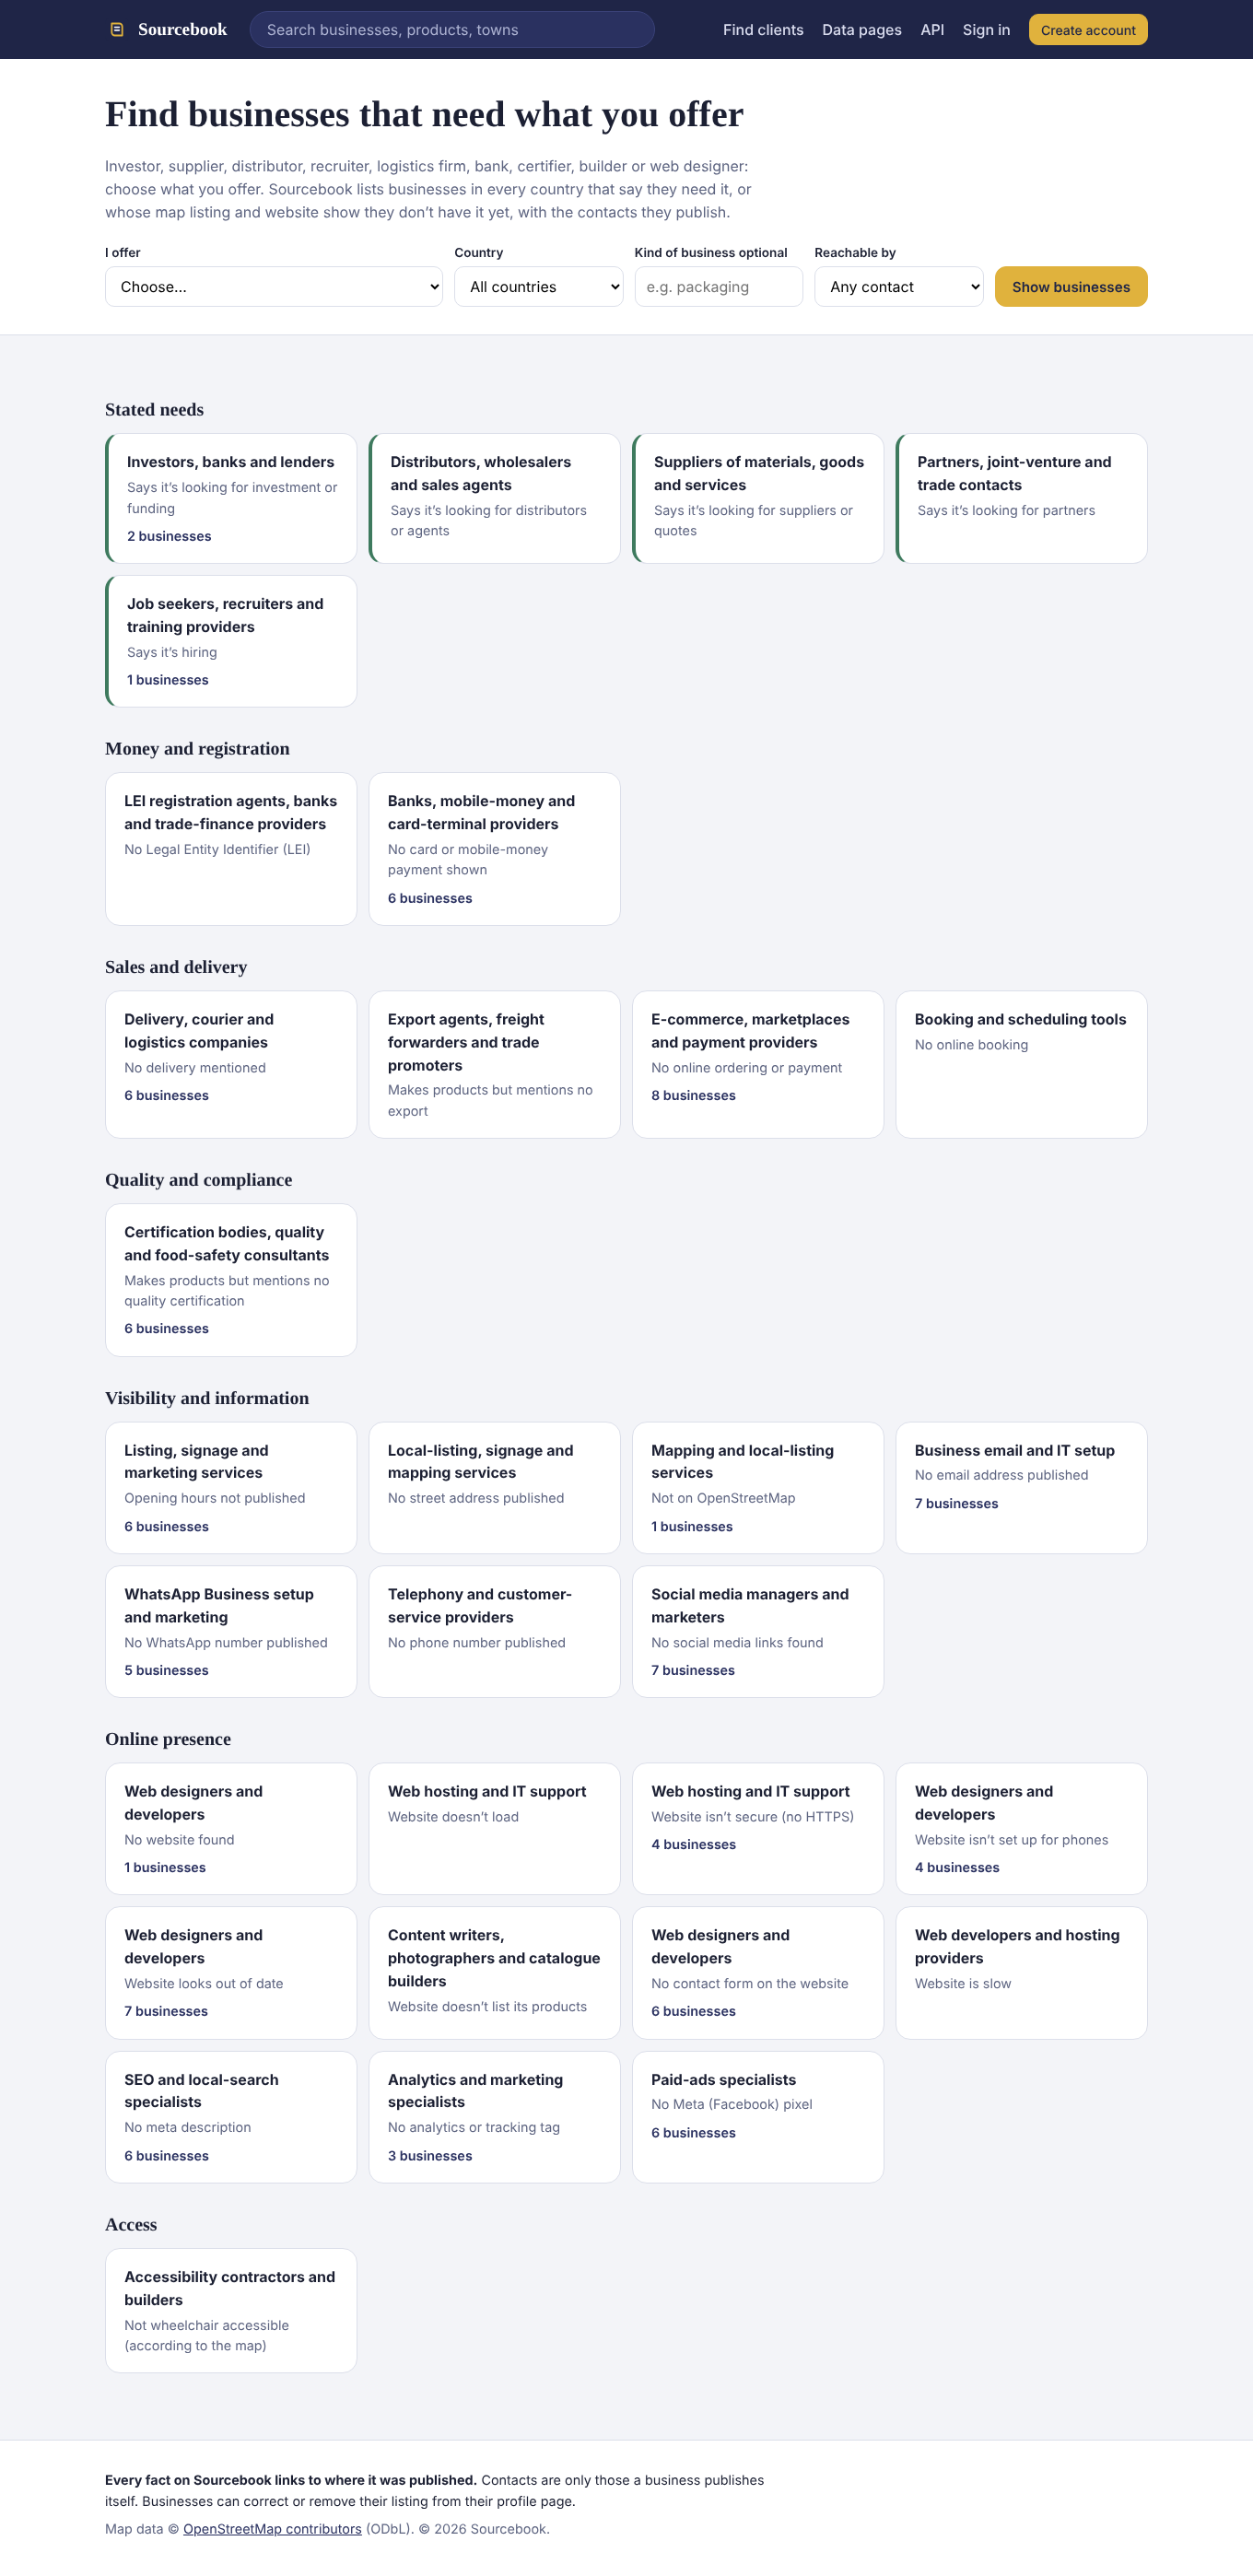 Sourcebook
Search businesses, products, towns
Find clients
Data pages
API
Sign in
Create account
Find businesses that need what you offer
Investor, supplier, distributor, recruiter, logistics firm, bank, certifier, builder or web designer:
choose what you offer. Sourcebook lists businesses in every country that say they need it, or
whose map listing and website show they don’t have it yet, with the contacts they publish.
I offer
Choose...
Country
All countries
Kind of business optional
e.g. packaging
Reachable by
Any contact
Show businesses
Stated needs
Investors, banks and lenders
Says it’s looking for investment or
funding
2 businesses
Distributors, wholesalers
and sales agents
Says it’s looking for distributors
or agents
Suppliers of materials, goods
and services
Says it’s looking for suppliers or
quotes
Partners, joint-venture and
trade contacts
Says it’s looking for partners
Job seekers, recruiters and
training providers
Says it’s hiring
1 businesses
Money and registration
LEI registration agents, banks
and trade-finance providers
No Legal Entity Identifier (LEI)
Banks, mobile-money and
card-terminal providers
No card or mobile-money
payment shown
6 businesses
Sales and delivery
Delivery, courier and
logistics companies
No delivery mentioned
6 businesses
Export agents, freight
forwarders and trade
promoters
Makes products but mentions no
export
E-commerce, marketplaces
and payment providers
No online ordering or payment
8 businesses
Booking and scheduling tools
No online booking
Quality and compliance
Certification bodies, quality
and food-safety consultants
Makes products but mentions no
quality certification
6 businesses
Visibility and information
Listing, signage and
marketing services
Opening hours not published
6 businesses
Local-listing, signage and
mapping services
No street address published
Mapping and local-listing
services
Not on OpenStreetMap
1 businesses
Business email and IT setup
No email address published
7 businesses
WhatsApp Business setup
and marketing
No WhatsApp number published
5 businesses
Telephony and customer-
service providers
No phone number published
Social media managers and
marketers
No social media links found
7 businesses
Online presence
Web designers and
developers
No website found
1 businesses
Web hosting and IT support
Website doesn’t load
Web hosting and IT support
Website isn’t secure (no HTTPS)
4 businesses
Web designers and
developers
Website isn’t set up for phones
4 businesses
Web designers and
developers
Website looks out of date
7 businesses
Content writers,
photographers and catalogue
builders
Website doesn’t list its products
Web designers and
developers
No contact form on the website
6 businesses
Web developers and hosting
providers
Website is slow
SEO and local-search
specialists
No meta description
6 businesses
Analytics and marketing
specialists
No analytics or tracking tag
3 businesses
Paid-ads specialists
No Meta (Facebook) pixel
6 businesses
Access
Accessibility contractors and
builders
Not wheelchair accessible
(according to the map)
Every fact on Sourcebook links to where it was published. Contacts are only those a business publishes
itself. Businesses can correct or remove their listing from their profile page.
Map data © OpenStreetMap contributors (ODbL). © 2026 Sourcebook.